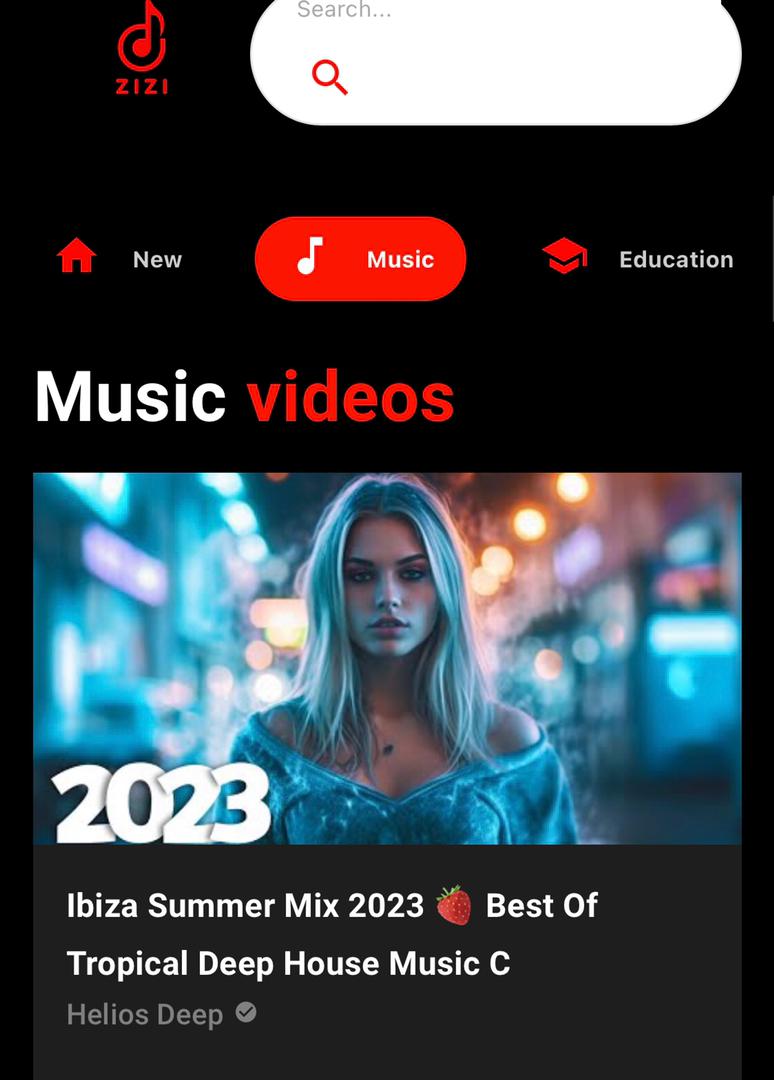 Search...
ZIZI
New
Music
Education
Music videos
2023
Ibiza Summer Mix 2023 🍓 Best Of
Tropical Deep House Music C
Helios Deep